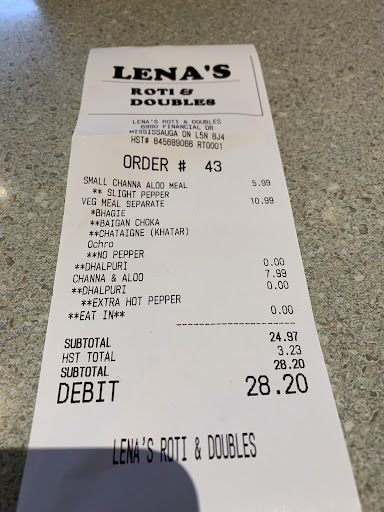 LENA'S
ROTI &
DOUBLES
LENA'S ROTI & DOUBLES
6980 FINANCIAL DR
MISSISSAUGA ON L5N 8J4
HST# 845689066 RT0001
ORDER # 43
SMALL CHANNA ALOO MEAL 5.99
** SLIGHT PEPPER
VEG MEAL SEPARATE 10.99
*BHAGIE
**BAIGAN CHOKA
**CHATAIGNE (KHATAR)
Ochro
**NO PEPPER
**DHALPURI 0.00
CHANNA & ALOO 7.99
**DHALPURI 0.00
**EXTRA HOT PEPPER
**EAT IN** 0.00
--------------------
SUBTOTAL 24.97
HST TOTAL 3.23
SUBTOTAL 28.20
DEBIT 28.20
LENA'S ROTI & DOUBLES